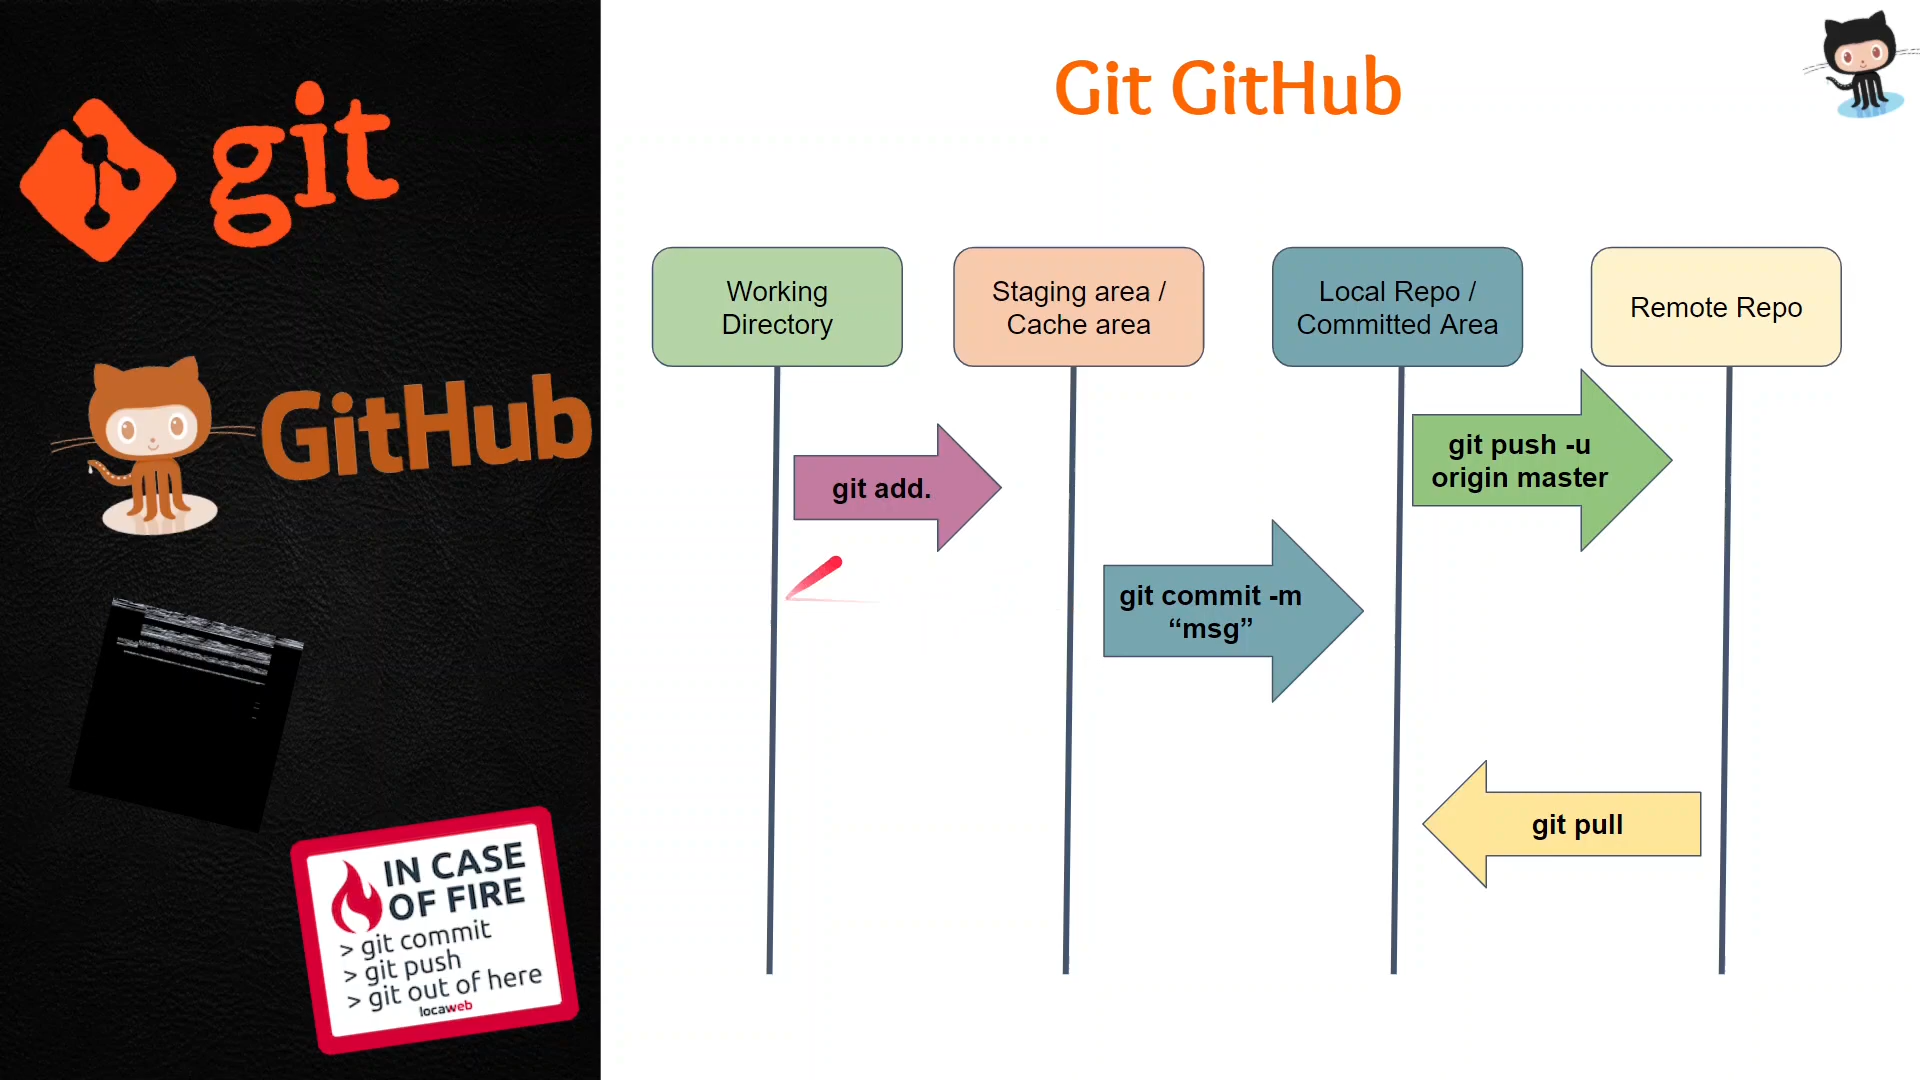 git
GitHub
IN CASE
OF FIRE
> git commit
> git push
> git out of here
locaweb
Git GitHub
Working
Directory
Staging area /
Cache area
Local Repo /
Committed Area
Remote Repo
git add.
git commit -m
“msg”
git push -u
origin master
git pull